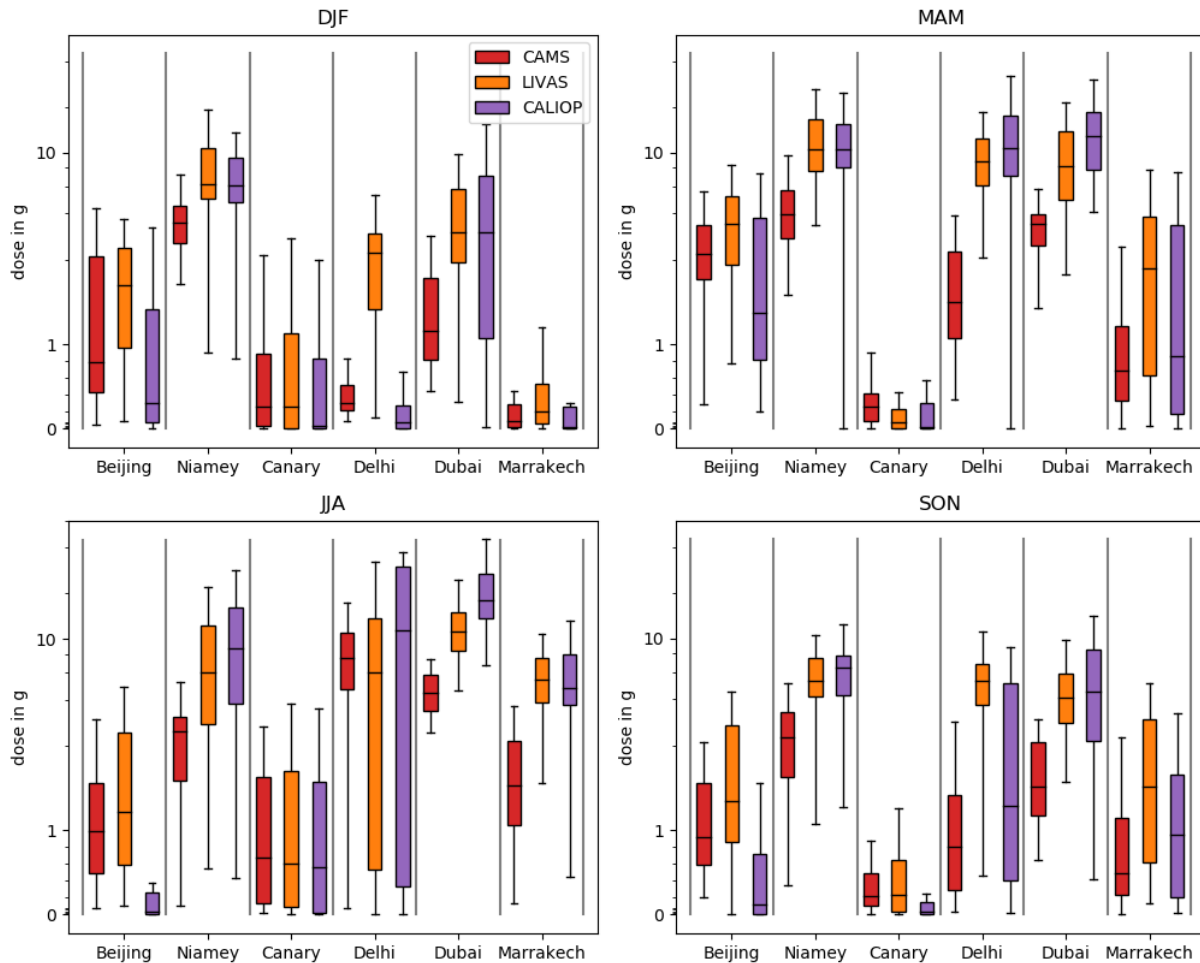 DJF
dose in g
10
1
0
CAMS
LIVAS
CALIOP
Beijing Niamey Canary Delhi Dubai Marrakech
MAM
dose in g
10
1
0
Beijing Niamey Canary Delhi Dubai Marrakech
JJA
dose in g
10
1
0
Beijing Niamey Canary Delhi Dubai Marrakech
SON
dose in g
10
1
0
Beijing Niamey Canary Delhi Dubai Marrakech